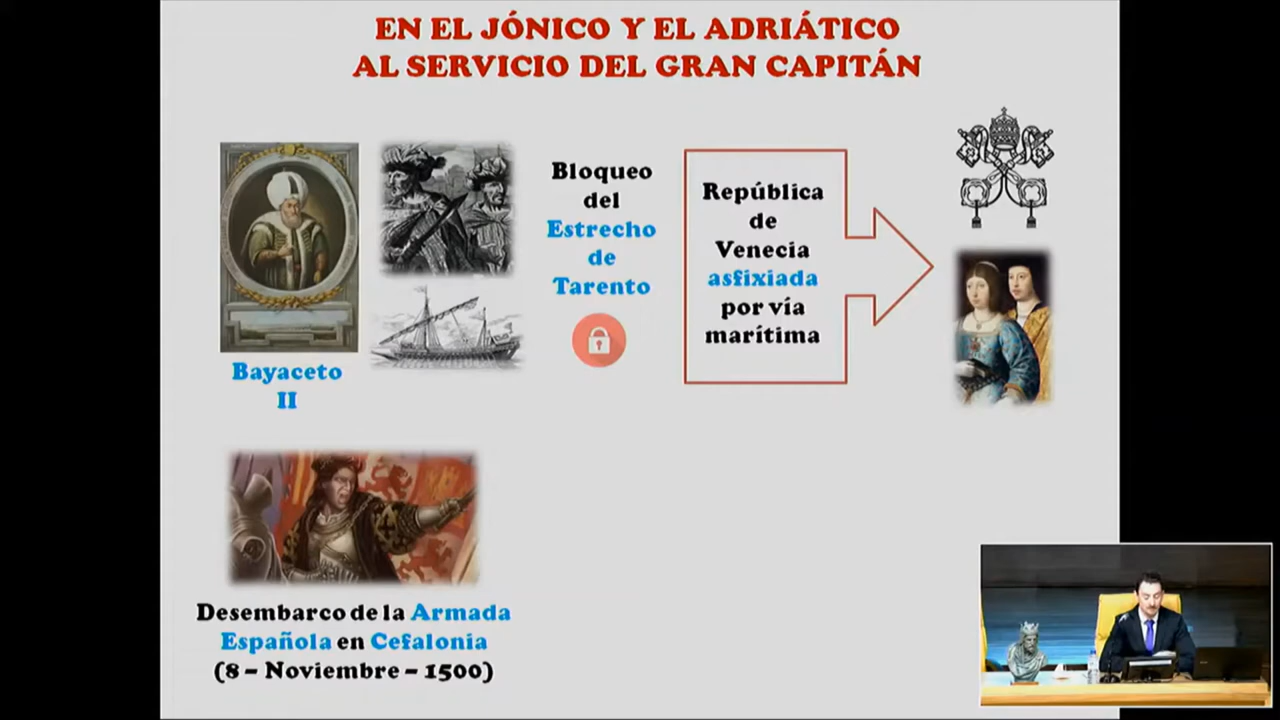 EN EL JÓNICO Y EL ADRIÁTICO
AL SERVICIO DEL GRAN CAPITÁN
Bayaceto
II
Bloqueo
del
Estrecho
de
Tarento
República
de
Venecia
asfixiada
por vía
marítima
Desembarco de la Armada
Española en Cefalonia
(8 – Noviembre – 1500)